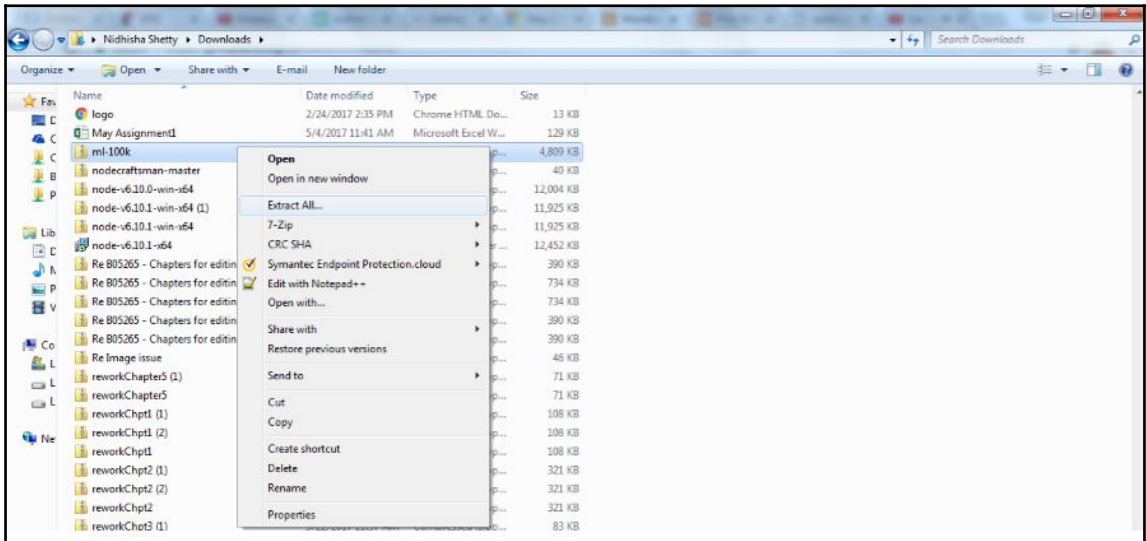 Nidhisha Shetty ▸ Downloads ▸
Search Downloads
Organize Open Share with E-mail New folder
Name Date modified Type Size
Fav
logo 2/24/2017 2:35 PM Chrome HTML Do... 13 KB
May Assignment1 5/4/2017 11:41 AM Microsoft Excel W... 129 KB
ml-100k 4,809 KB
nodecraftsman-master 40 KB
node-v6.10.0-win-x64 12,004 KB
node-v6.10.1-win-x64 (1) 11,925 KB
node-v6.10.1-win-x64 11,925 KB
Lib
node-v6.10.1-x64 12,452 KB
Re B05265 - Chapters for editin 390 KB
Re B05265 - Chapters for editin 734 KB
Re B05265 - Chapters for editin 734 KB
Re B05265 - Chapters for editin 390 KB
Re B05265 - Chapters for editin 390 KB
Co
Re Image issue 46 KB
reworkChapter5 (1) 71 KB
reworkChapter5 71 KB
reworkChpt1 (1) 108 KB
reworkChpt1 (2) 108 KB
Ne
reworkChpt1 108 KB
reworkChpt2 (1) 321 KB
reworkChpt2 (2) 321 KB
reworkChpt2 321 KB
reworkChpt3 (1) 83 KB
Open
Open in new window
Extract All...
7-Zip
CRC SHA
Symantec Endpoint Protection.cloud
Edit with Notepad++
Open with...
Share with
Restore previous versions
Send to
Cut
Copy
Create shortcut
Delete
Rename
Properties